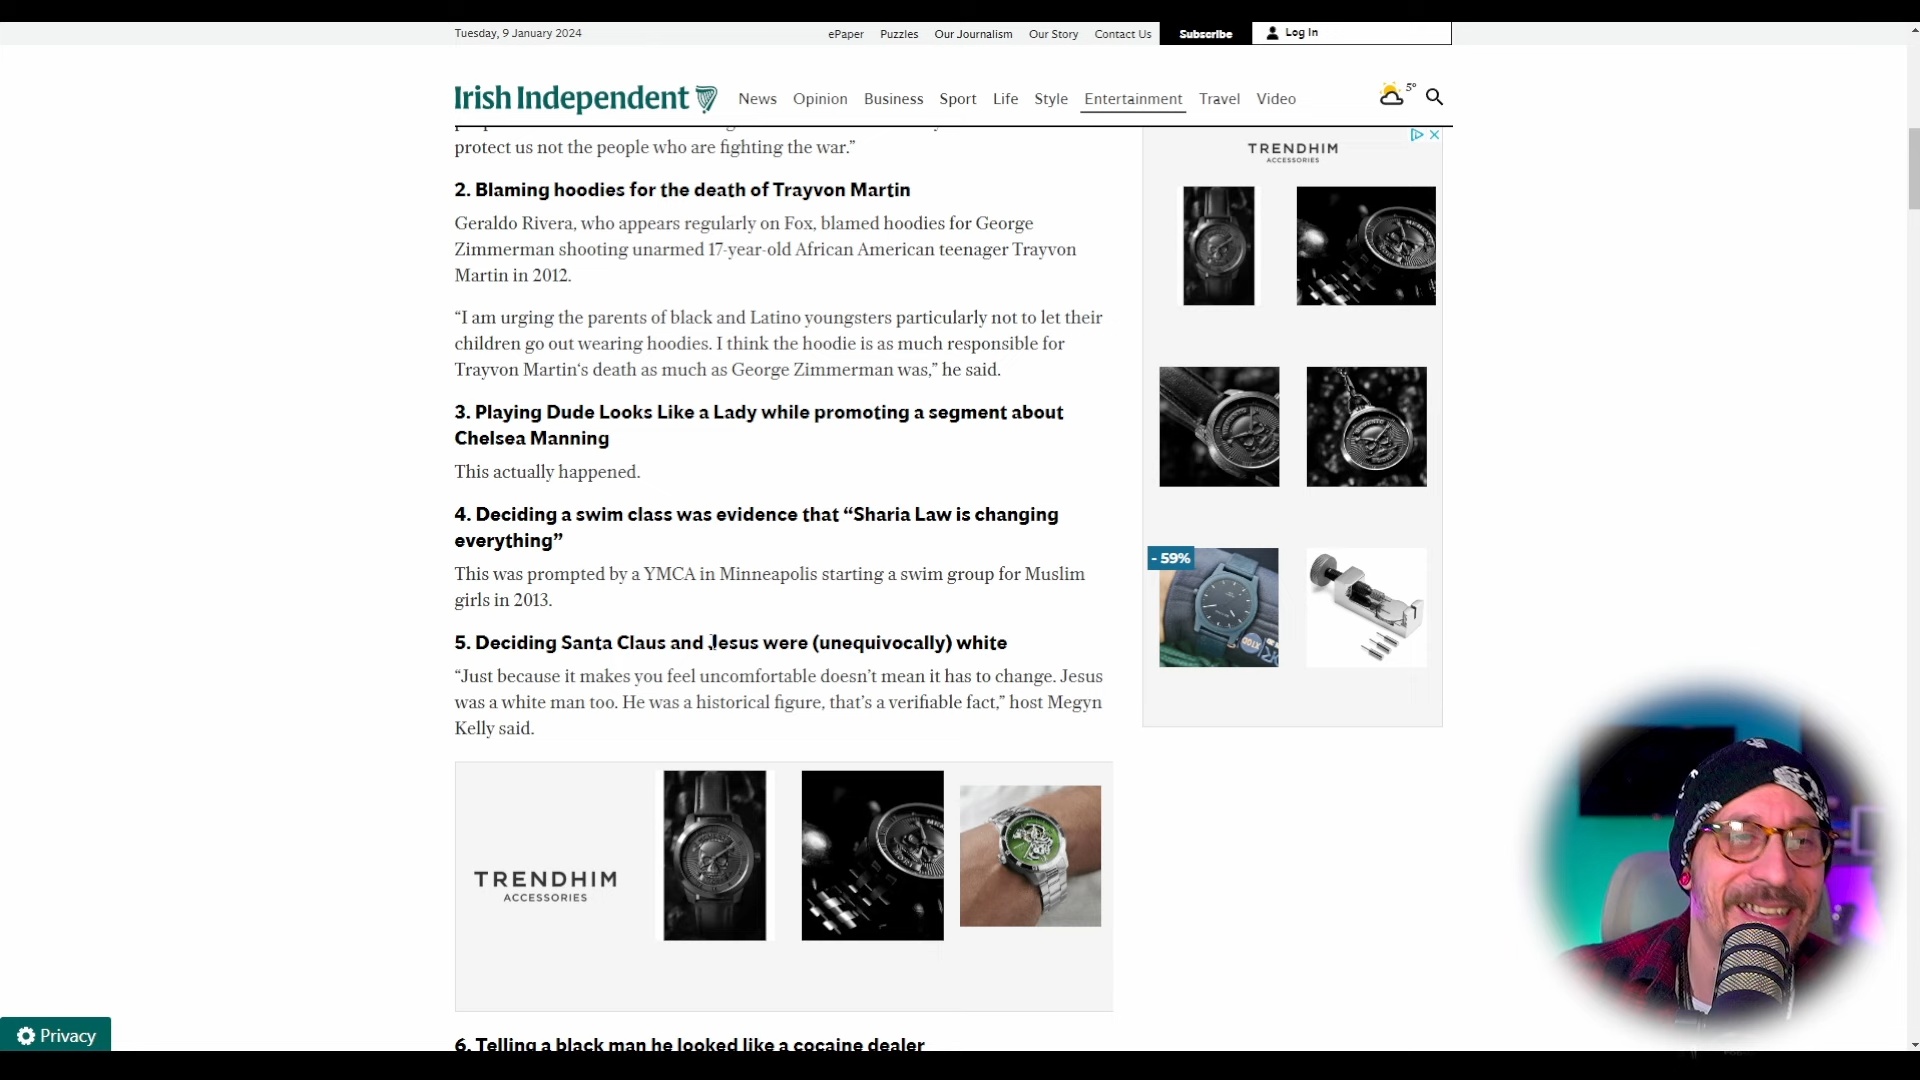 Tuesday, 9 January 2024
ePaper Puzzles Our Journalism Our Story Contact Us Subscribe Log In
Irish Independent News Opinion Business Sport Life Style Entertainment Travel Video 5°
protect us not the people who are fighting the war.”
2. Blaming hoodies for the death of Trayvon Martin
Geraldo Rivera, who appears regularly on Fox, blamed hoodies for George
Zimmerman shooting unarmed 17-year-old African American teenager Trayvon
Martin in 2012.
“I am urging the parents of black and Latino youngsters particularly not to let their
children go out wearing hoodies. I think the hoodie is as much responsible for
Trayvon Martin‘s death as much as George Zimmerman was,” he said.
3. Playing Dude Looks Like a Lady while promoting a segment about
Chelsea Manning
This actually happened.
4. Deciding a swim class was evidence that “Sharia Law is changing
everything”
This was prompted by a YMCA in Minneapolis starting a swim group for Muslim
girls in 2013.
5. Deciding Santa Claus and Jesus were (unequivocally) white
“Just because it makes you feel uncomfortable doesn’t mean it has to change. Jesus
was a white man too. He was a historical figure, that’s a verifiable fact,” host Megyn
Kelly said.
TRENDHIM
ACCESSORIES
6. Telling a black man he looked like a cocaine dealer
TRENDHIM
ACCESSORIES
- 59%
Privacy